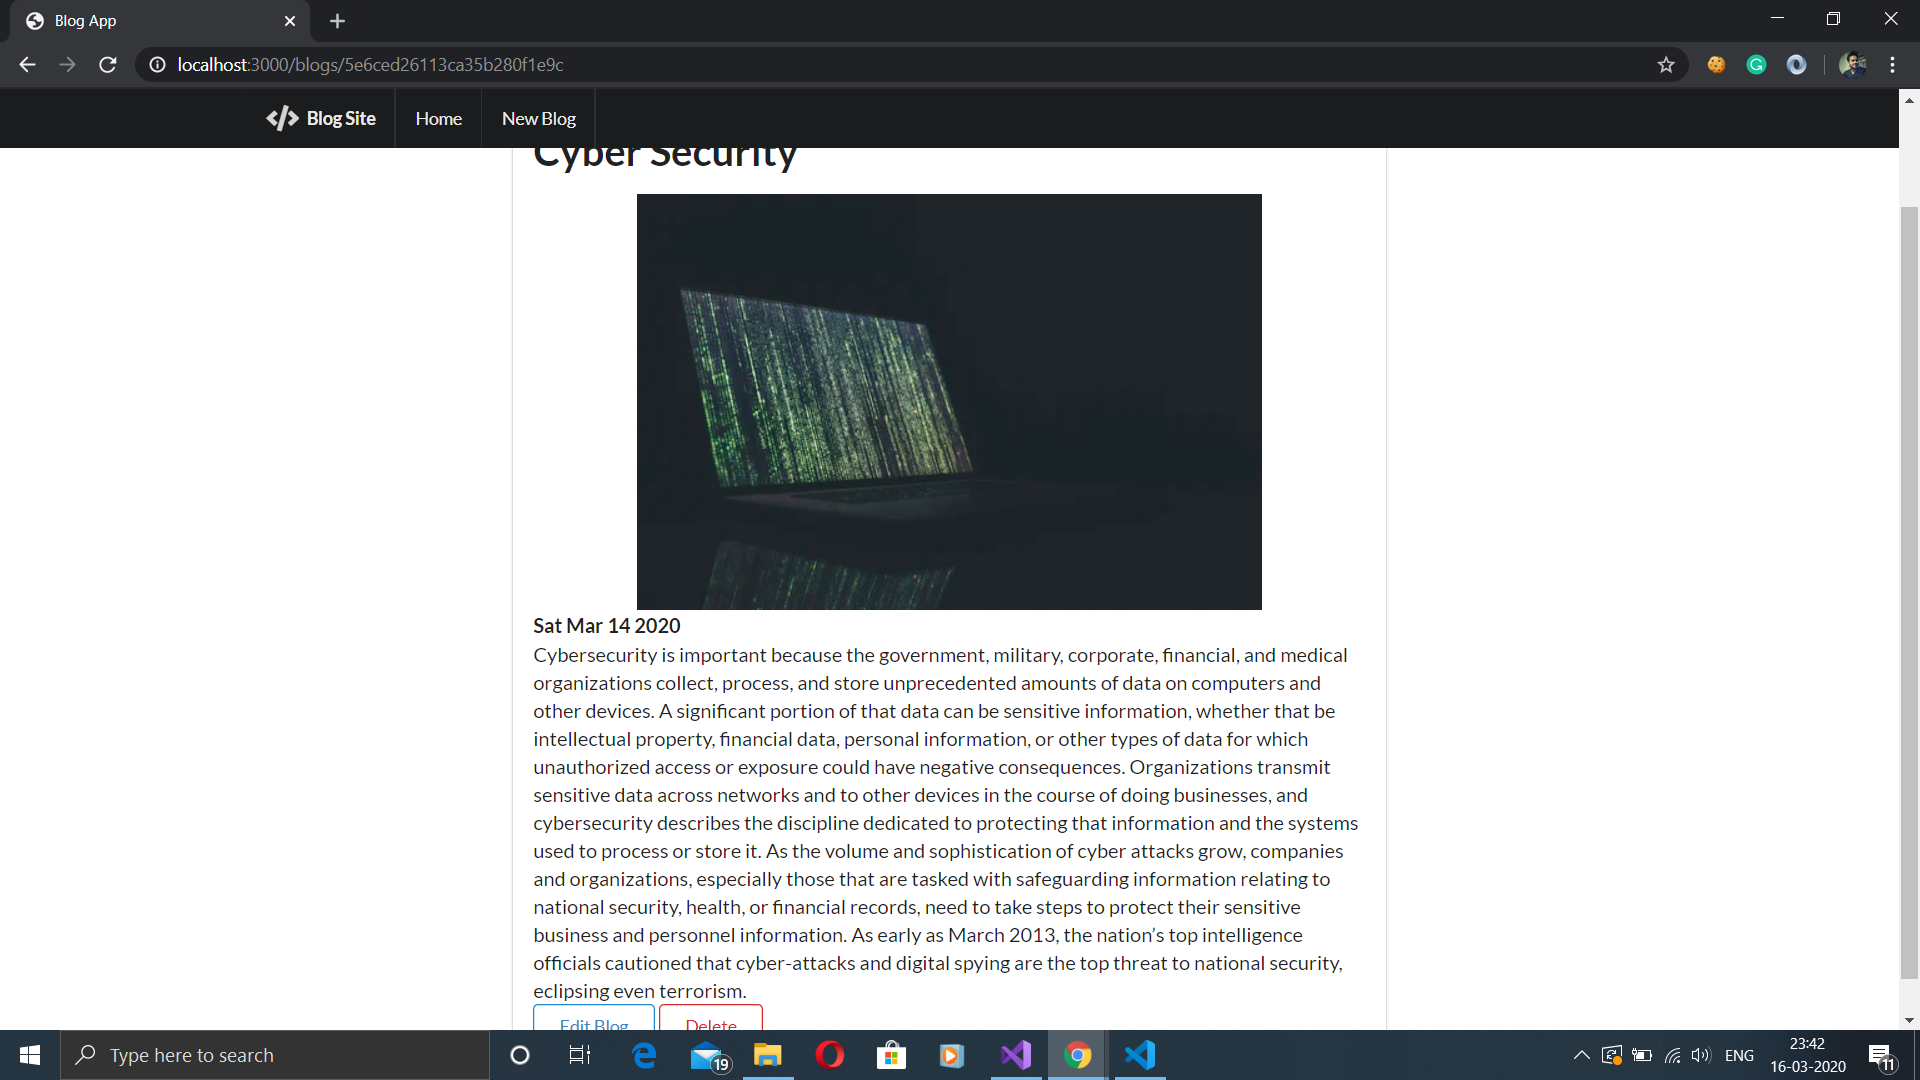 Blog App
localhost:3000/blogs/5e6ced26113ca35b280f1e9c
Blog Site Home New Blog
Cyber Security
Sat Mar 14 2020
Cybersecurity is important because the government, military, corporate, financial, and medical
organizations collect, process, and store unprecedented amounts of data on computers and
other devices. A significant portion of that data can be sensitive information, whether that be
intellectual property, financial data, personal information, or other types of data for which
unauthorized access or exposure could have negative consequences. Organizations transmit
sensitive data across networks and to other devices in the course of doing businesses, and
cybersecurity describes the discipline dedicated to protecting that information and the systems
used to process or store it. As the volume and sophistication of cyber attacks grow, companies
and organizations, especially those that are tasked with safeguarding information relating to
national security, health, or financial records, need to take steps to protect their sensitive
business and personnel information. As early as March 2013, the nation’s top intelligence
officials cautioned that cyber-attacks and digital spying are the top threat to national security,
eclipsing even terrorism.
Edit Blog Delete
Type here to search
19
ENG
23:42
16-03-2020
11